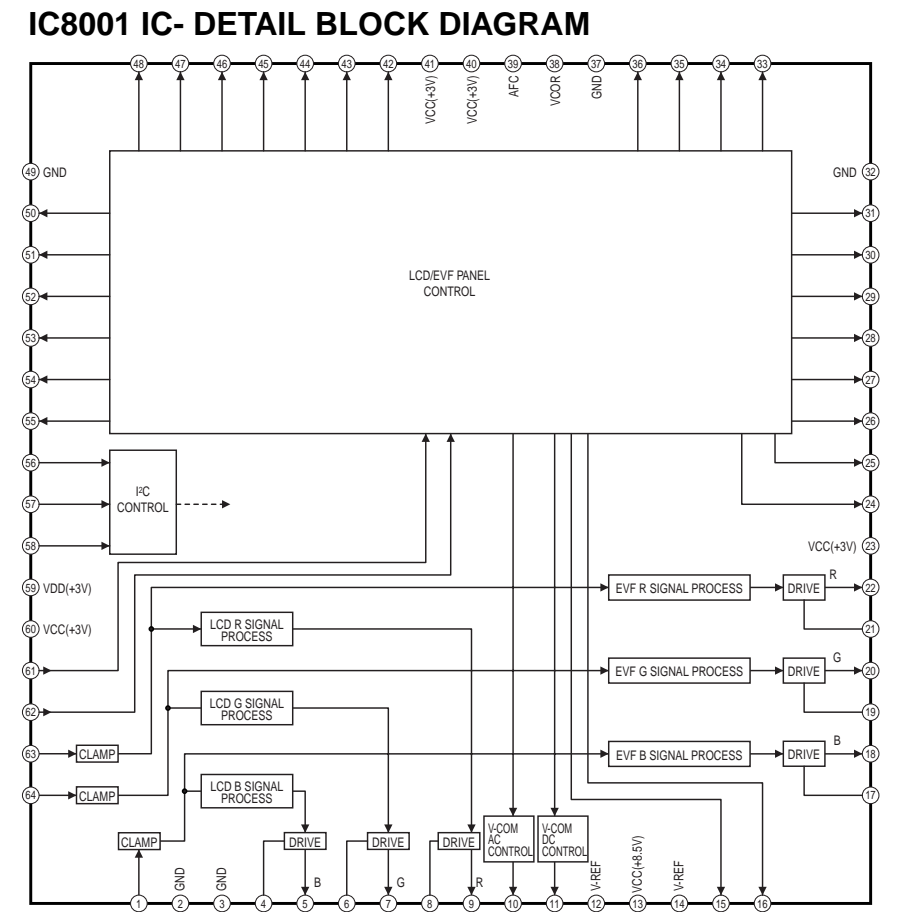 IC8001 IC- DETAIL BLOCK DIAGRAM
48 47 46 45 44 43 42 41 40 39 38 37 36 35 34 33
VCC(+3V) VCC(+3V) AFC VCOR GND
49 GND
GND 32
50
31
51
30
LCD/EVF PANEL
CONTROL
52
29
53
28
54
27
55
26
56
25
I²C
CONTROL
57
24
58
VCC(+3V) 23
59 VDD(+3V)
EVF R SIGNAL PROCESS
DRIVE
R
22
60 VCC(+3V)
LCD R SIGNAL
PROCESS
21
61
EVF G SIGNAL PROCESS
DRIVE
G
20
62
LCD G SIGNAL
PROCESS
19
63
CLAMP
EVF B SIGNAL PROCESS
DRIVE
B
18
64
CLAMP
LCD B SIGNAL
PROCESS
17
CLAMP
DRIVE
DRIVE
DRIVE
V-COM
AC
CONTROL
V-COM
DC
CONTROL
GND GND B G R V-REF VCC(+8.5V) V-REF
1 2 3 4 5 6 7 8 9 10 11 12 13 14 15 16